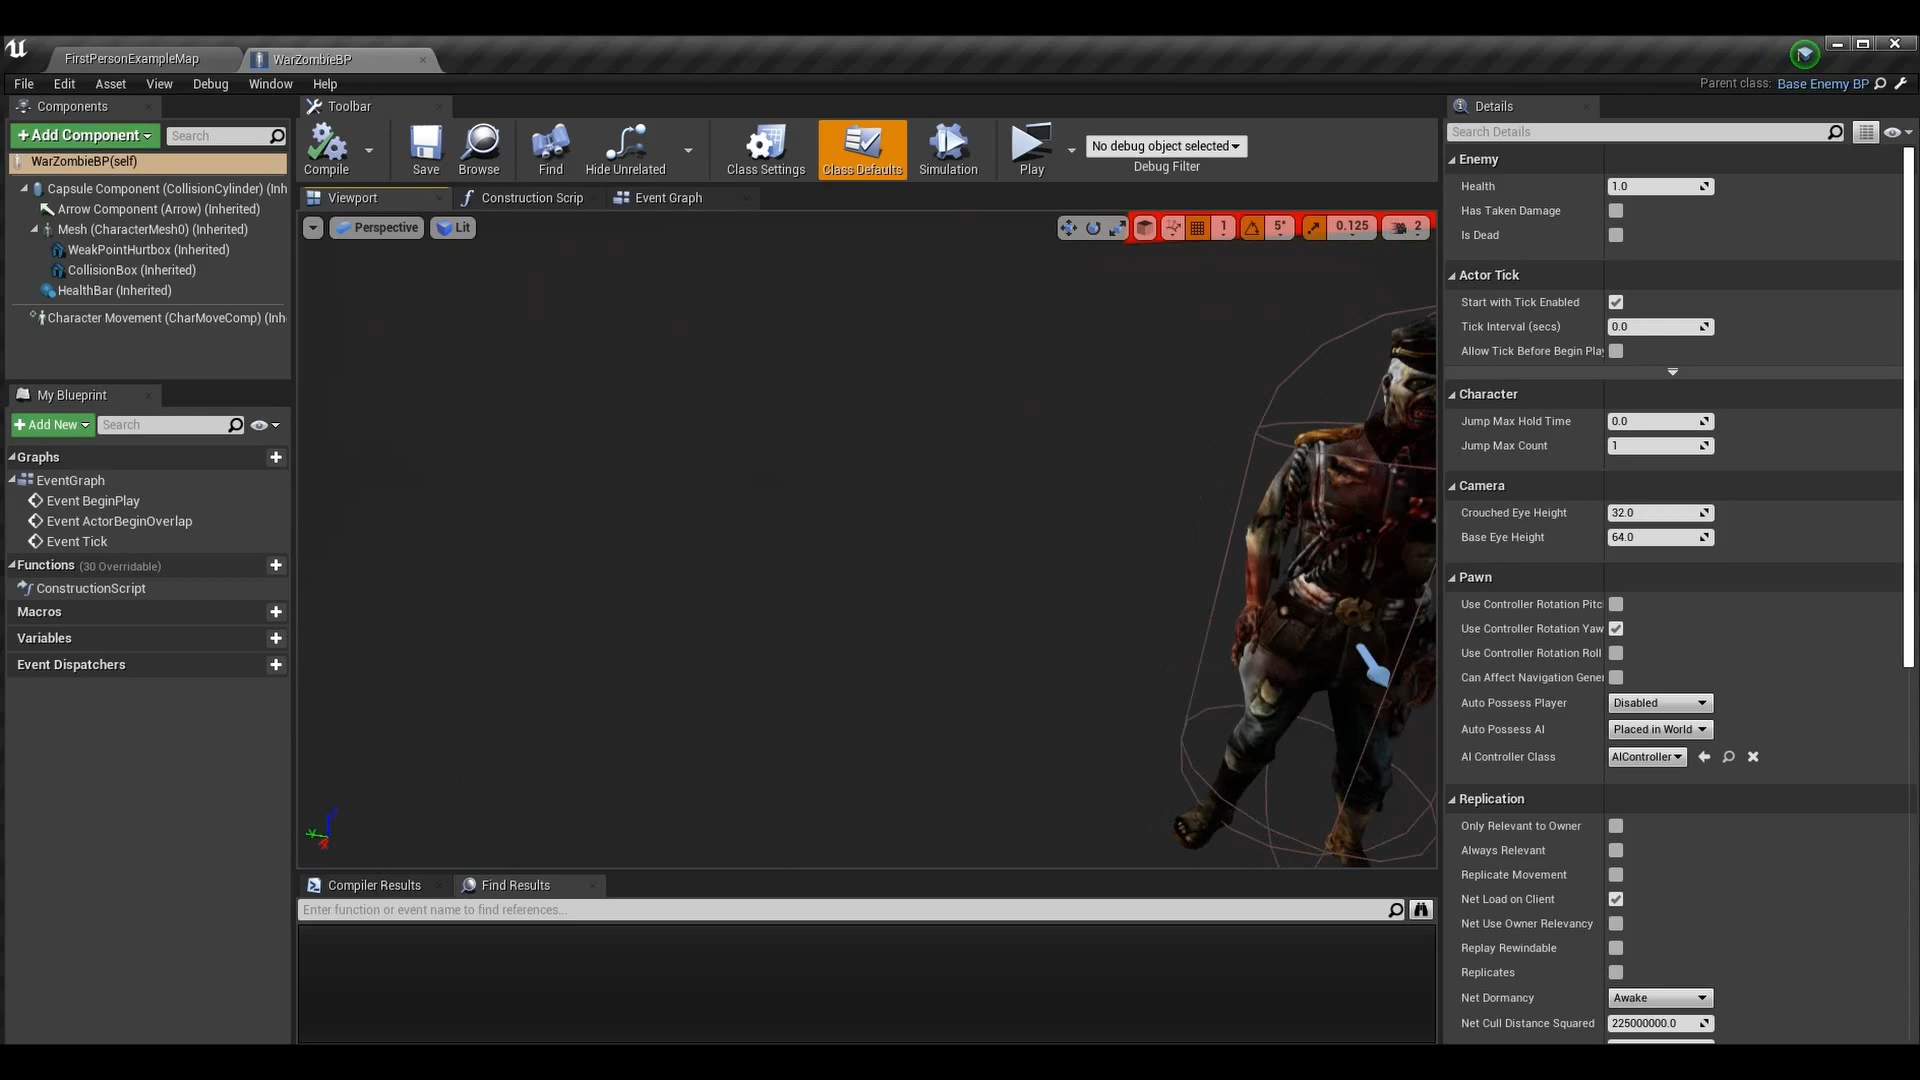 FirstPersonExampleMap
WarZombieBP
File Edit Asset View Debug Window Help
Parent class: Base Enemy BP
Components
Toolbar
Details
+Add Component
Search
WarZombieBP(self)
Capsule Component (CollisionCylinder) (Inh
Arrow Component (Arrow) (Inherited)
Mesh (CharacterMesh0) (Inherited)
WeakPointHurtbox (Inherited)
CollisionBox (Inherited)
HealthBar (Inherited)
Character Movement (CharMoveComp) (Inh
My Blueprint
+Add New
Search
Graphs
EventGraph
Event BeginPlay
Event ActorBeginOverlap
Event Tick
Functions (30 Overridable)
ConstructionScript
Macros
Variables
Event Dispatchers
Compile Save Browse Find Hide Unrelated Class Settings Class Defaults Simulation Play
No debug object selected
Debug Filter
Viewport
Construction Scrip
Event Graph
Perspective Lit
1 5° 0.125 2
Compiler Results
Find Results
Enter function or event name to find references...
Search Details
Enemy
Health 1.0
Has Taken Damage
Is Dead
Actor Tick
Start with Tick Enabled
Tick Interval (secs) 0.0
Allow Tick Before Begin Play
Character
Jump Max Hold Time 0.0
Jump Max Count 1
Camera
Crouched Eye Height 32.0
Base Eye Height 64.0
Pawn
Use Controller Rotation Pitc
Use Controller Rotation Yaw
Use Controller Rotation Roll
Can Affect Navigation Gener
Auto Possess Player Disabled
Auto Possess AI Placed in World
AI Controller Class AIController
Replication
Only Relevant to Owner
Always Relevant
Replicate Movement
Net Load on Client
Net Use Owner Relevancy
Replay Rewindable
Replicates
Net Dormancy Awake
Net Cull Distance Squared 225000000.0